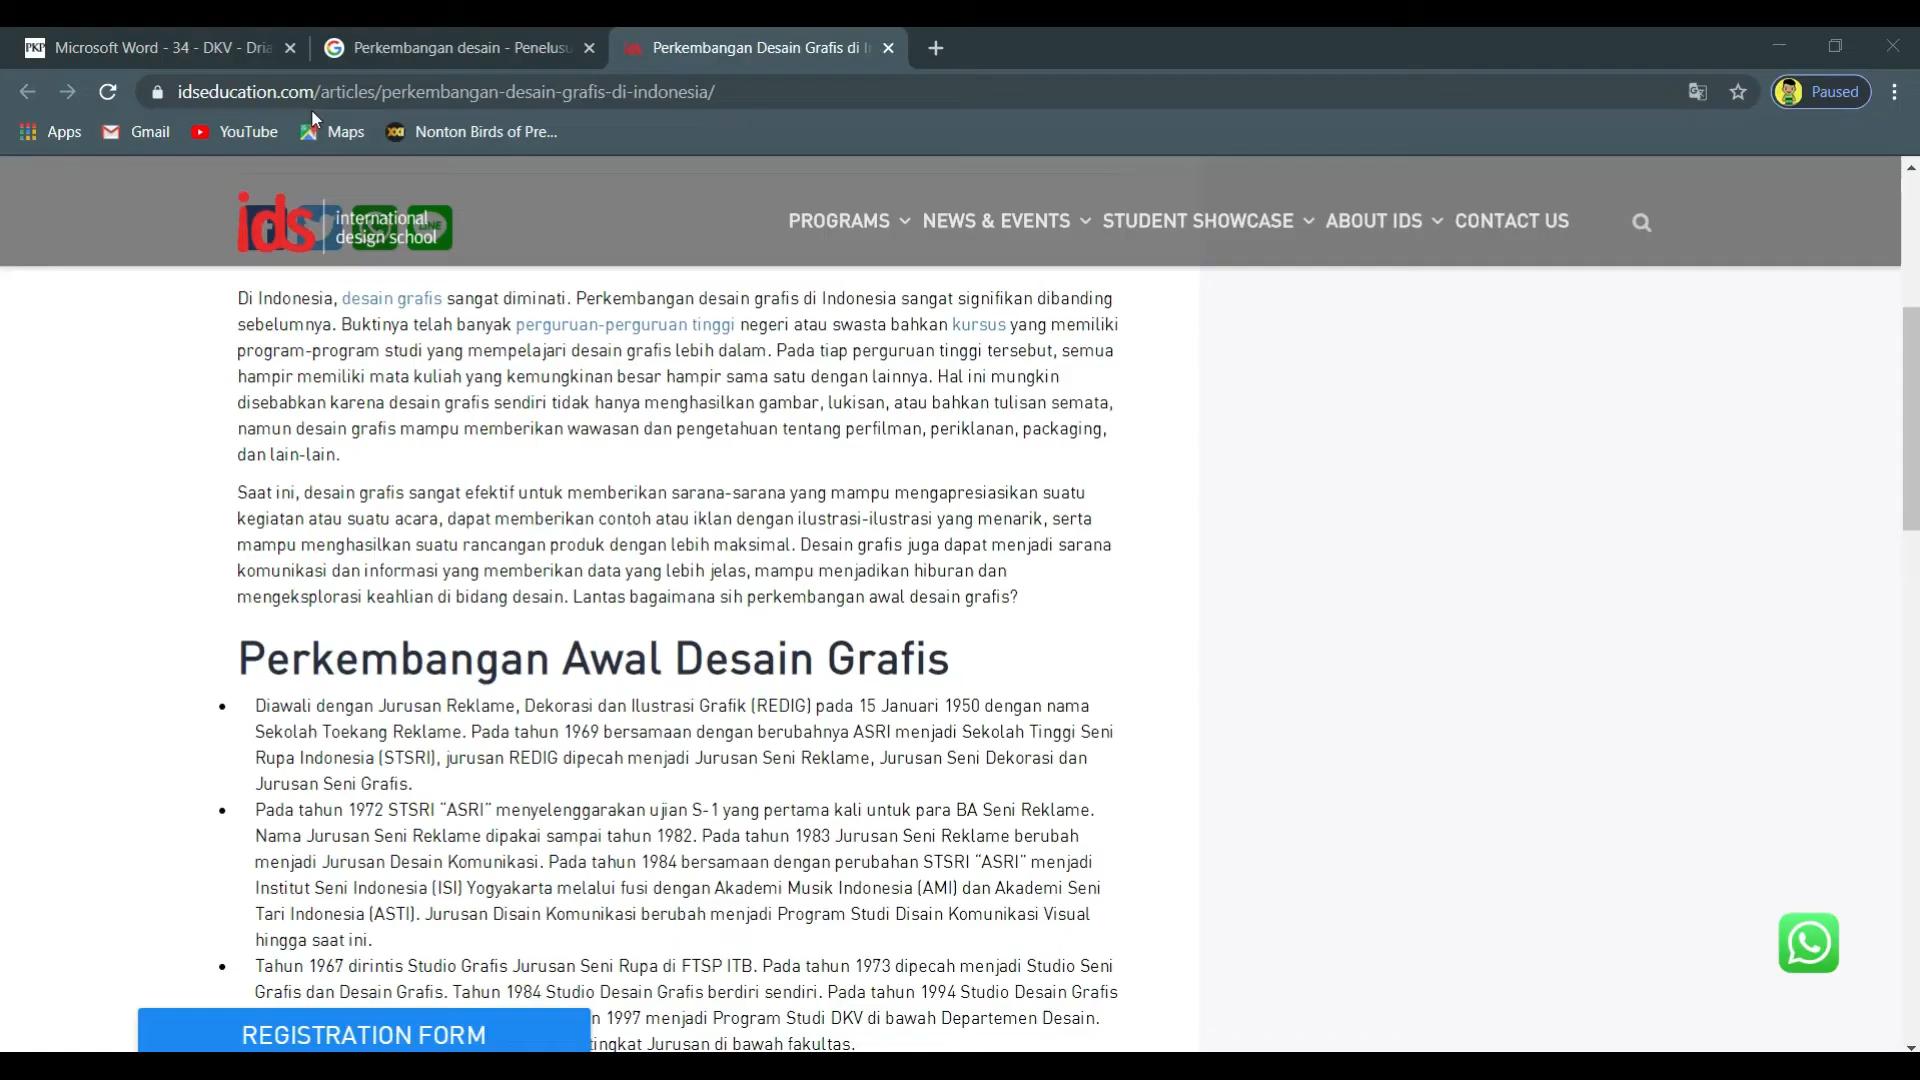 Microsoft Word - 34 - DKV - Dria
Perkembangan desain - Penelusu
Perkembangan Desain Grafis di I
idseducation.com/articles/perkembangan-desain-grafis-di-indonesia/
Paused
Apps
Gmail
YouTube
Maps
Nonton Birds of Pre...
ids international
design school
PROGRAMS
NEWS & EVENTS
STUDENT SHOWCASE
ABOUT IDS
CONTACT US
Di Indonesia, desain grafis sangat diminati. Perkembangan desain grafis di Indonesia sangat signifikan dibanding
sebelumnya. Buktinya telah banyak perguruan-perguruan tinggi negeri atau swasta bahkan kursus yang memiliki
program-program studi yang mempelajari desain grafis lebih dalam. Pada tiap perguruan tinggi tersebut, semua
hampir memiliki mata kuliah yang kemungkinan besar hampir sama satu dengan lainnya. Hal ini mungkin
disebabkan karena desain grafis sendiri tidak hanya menghasilkan gambar, lukisan, atau bahkan tulisan semata,
namun desain grafis mampu memberikan wawasan dan pengetahuan tentang perfilman, periklanan, packaging,
dan lain-lain.
Saat ini, desain grafis sangat efektif untuk memberikan sarana-sarana yang mampu mengapresiasikan suatu
kegiatan atau suatu acara, dapat memberikan contoh atau iklan dengan ilustrasi-ilustrasi yang menarik, serta
mampu menghasilkan suatu rancangan produk dengan lebih maksimal. Desain grafis juga dapat menjadi sarana
komunikasi dan informasi yang memberikan data yang lebih jelas, mampu menjadikan hiburan dan
mengeksplorasi keahlian di bidang desain. Lantas bagaimana sih perkembangan awal desain grafis?
Perkembangan Awal Desain Grafis
Diawali dengan Jurusan Reklame, Dekorasi dan Ilustrasi Grafik (REDIG) pada 15 Januari 1950 dengan nama
Sekolah Toekang Reklame. Pada tahun 1969 bersamaan dengan berubahnya ASRI menjadi Sekolah Tinggi Seni
Rupa Indonesia (STSRI), jurusan REDIG dipecah menjadi Jurusan Seni Reklame, Jurusan Seni Dekorasi dan
Jurusan Seni Grafis.
Pada tahun 1972 STSRI “ASRI” menyelenggarakan ujian S-1 yang pertama kali untuk para BA Seni Reklame.
Nama Jurusan Seni Reklame dipakai sampai tahun 1982. Pada tahun 1983 Jurusan Seni Reklame berubah
menjadi Jurusan Desain Komunikasi. Pada tahun 1984 bersamaan dengan perubahan STSRI “ASRI” menjadi
Institut Seni Indonesia (ISI) Yogyakarta melalui fusi dengan Akademi Musik Indonesia (AMI) dan Akademi Seni
Tari Indonesia (ASTI). Jurusan Disain Komunikasi berubah menjadi Program Studi Disain Komunikasi Visual
hingga saat ini.
Tahun 1967 dirintis Studio Grafis Jurusan Seni Rupa di FTSP ITB. Pada tahun 1973 dipecah menjadi Studio Seni
Grafis dan Desain Grafis. Tahun 1984 Studio Desain Grafis berdiri sendiri. Pada tahun 1994 Studio Desain Grafis
n 1997 menjadi Program Studi DKV di bawah Departemen Desain.
REGISTRATION FORM
tingkat Jurusan di bawah fakultas.